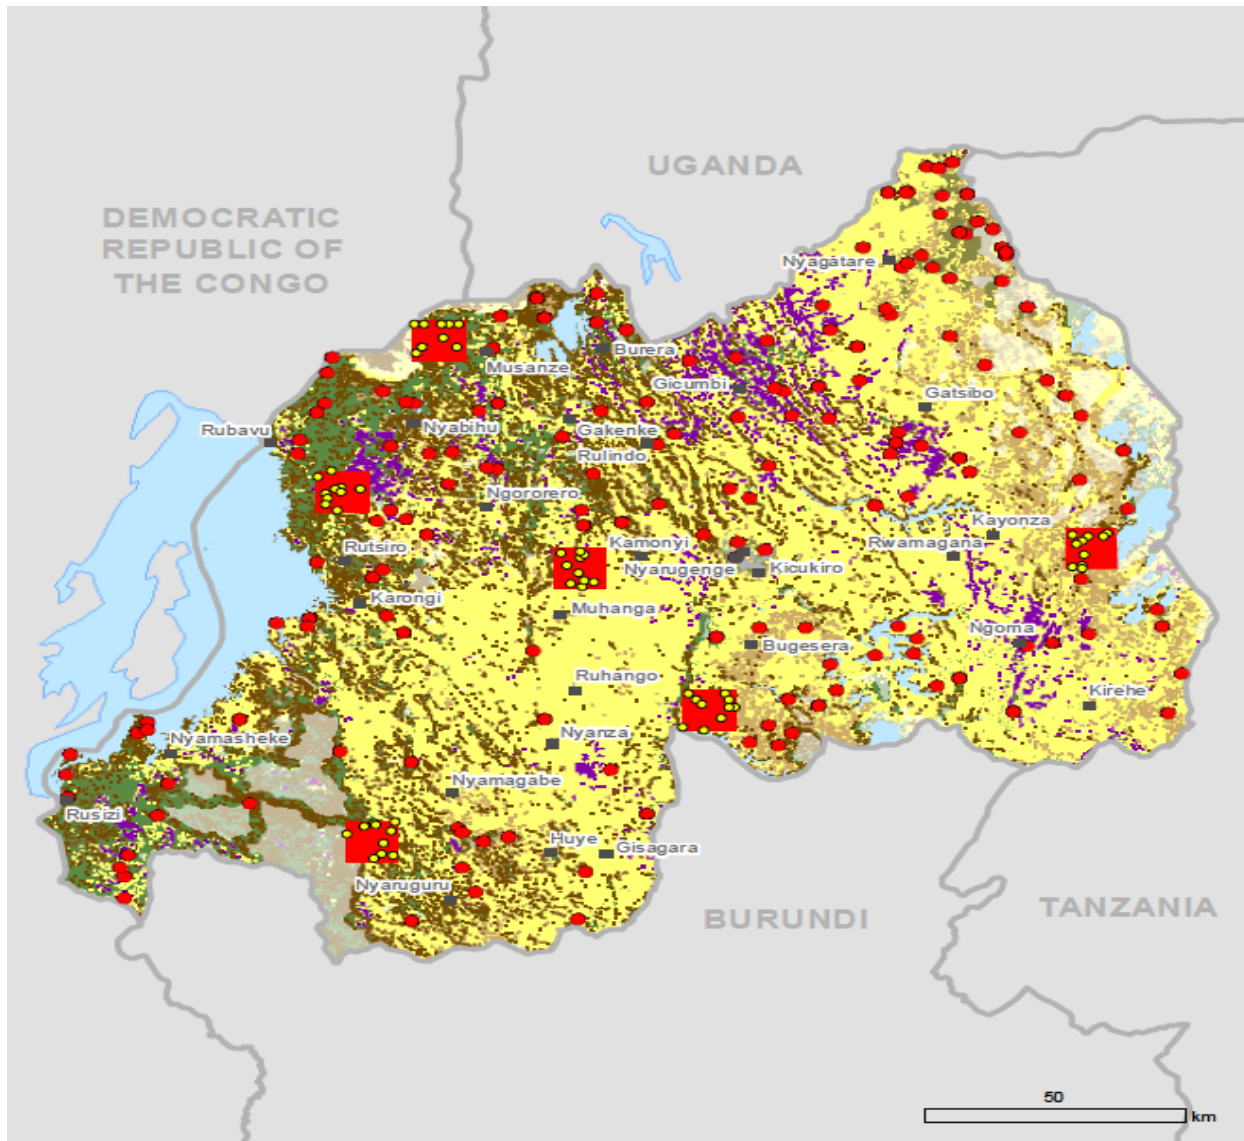 UGANDA
DEMOCRATIC
REPUBLIC OF
THE CONGO
Nyagatare
Burera
Musanze
Gicumbi
Gatsibo
Rubavu
Nyabihu
Gakenke
Rulindo
Ngororero
Kayonza
Rutsiro
Kamonyi
Rwamagana
Nyarugenge
Kicukiro
Karongi
Muhanga
Ngoma
Bugesera
Ruhango
Kirehe
Nyamasheke
Nyanza
Nyamagabe
Rusizi
Huye
Gisagara
Nyaruguru
BURUNDI
TANZANIA
50
km